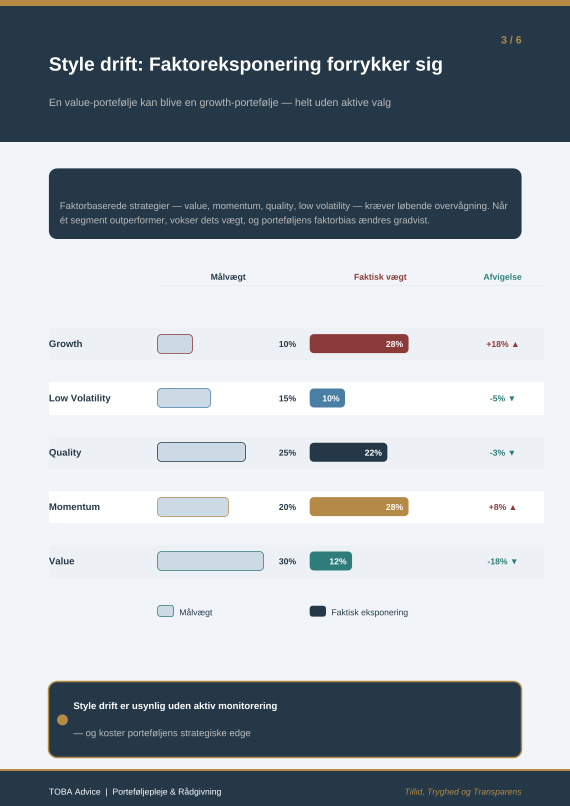 3 / 6
Style drift: Faktoreksponering forrykker sig
En value-portefølje kan blive en growth-portefølje — helt uden aktive valg
Faktorbaserede strategier — value, momentum, quality, low volatility — kræver løbende overvågning. Når
ét segment outperformer, vokser dets vægt, og porteføljens faktorbias ændres gradvist.
Målvægt Faktisk vægt Afvigelse
Growth 10% 28% +18% ▲
Low Volatility 15% 10% -5% ▼
Quality 25% 22% -3% ▼
Momentum 20% 28% +8% ▲
Value 30% 12% -18% ▼
Målvægt Faktisk eksponering
Style drift er usynlig uden aktiv monitorering
— og koster porteføljens strategiske edge
TOBA Advice | Porteføljepleje & Rådgivning Tillid, Tryghed og Transparens